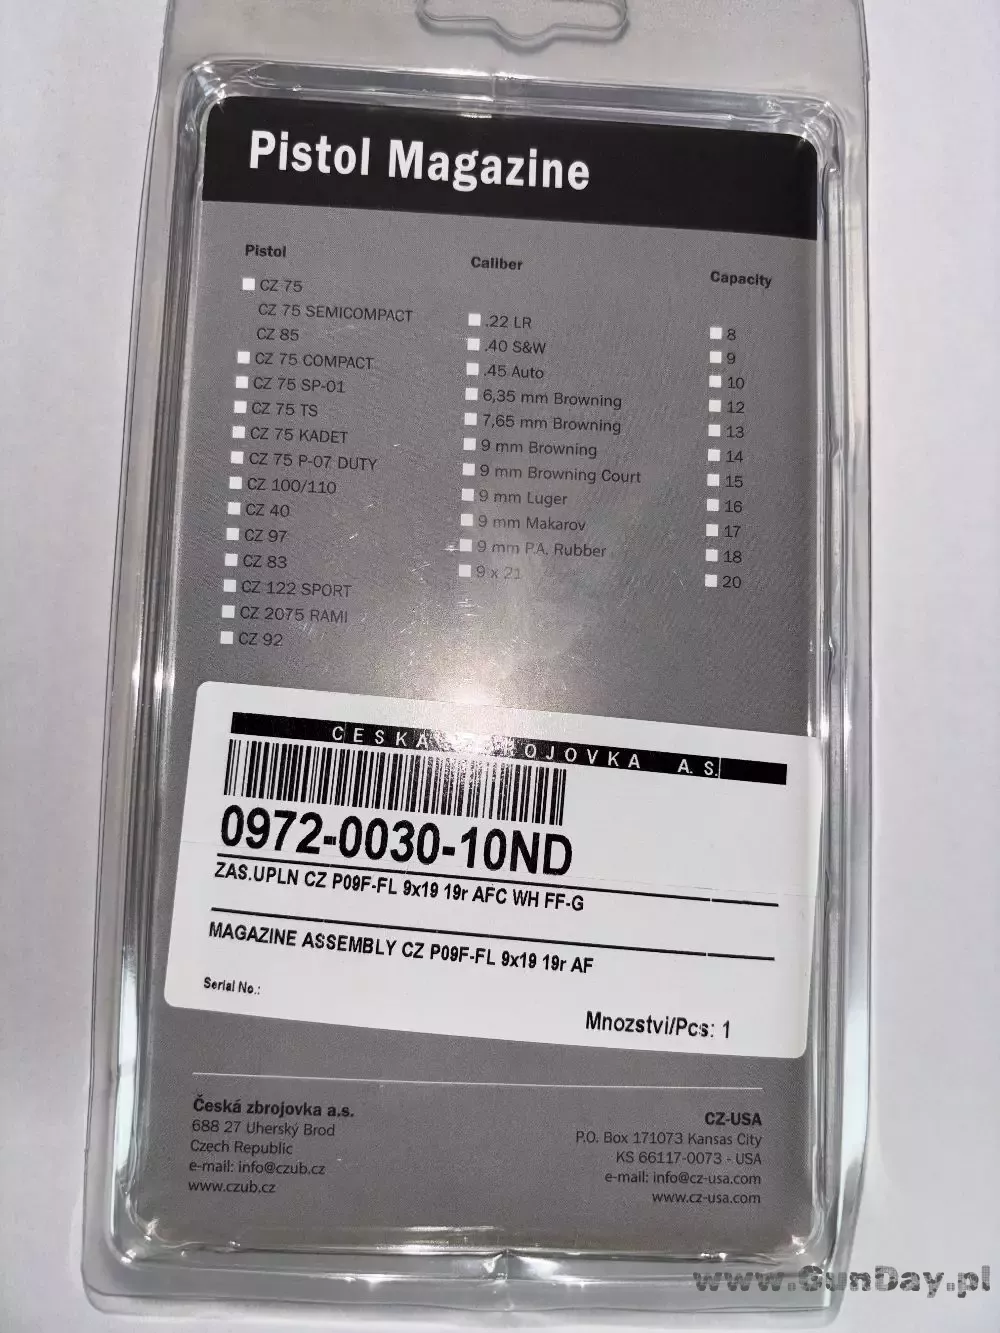 Pistol Magazine
Pistol
CZ 75
CZ 75 SEMICOMPACT
CZ 85
CZ 75 COMPACT
CZ 75 SP-01
CZ 75 TS
CZ 75 KADET
CZ 75 P-07 DUTY
CZ 100/110
CZ 40
CZ 97
CZ 83
CZ 122 SPORT
CZ 2075 RAMI
CZ 92
Caliber
.22 LR
.40 S&W
.45 Auto
6,35 mm Browning
7,65 mm Browning
9 mm Browning
9 mm Browning Court
9 mm Luger
9 mm Makarov
9 mm P.A. Rubber
9 x 21
Capacity
8
9
10
12
13
14
15
16
17
18
20
CESKA A.S.
0972-0030-10ND
ZAS.UPLN CZ P09F-FL 9x19 19r AFC WH FF-G
MAGAZINE ASSEMBLY CZ P09F-FL 9x19 19r AF
Serial No.:
Mnozstvi/Pcs: 1
Česká zbrojovka a.s.
688 27 Uherský Brod
Czech Republic
e-mail: info@czub.cz
www.czub.cz
CZ-USA
P.O. Box 171073 Kansas City
KS 66117-0073 - USA
e-mail: info@cz-usa.com
www.cz-usa.com
www.GunDay.pl